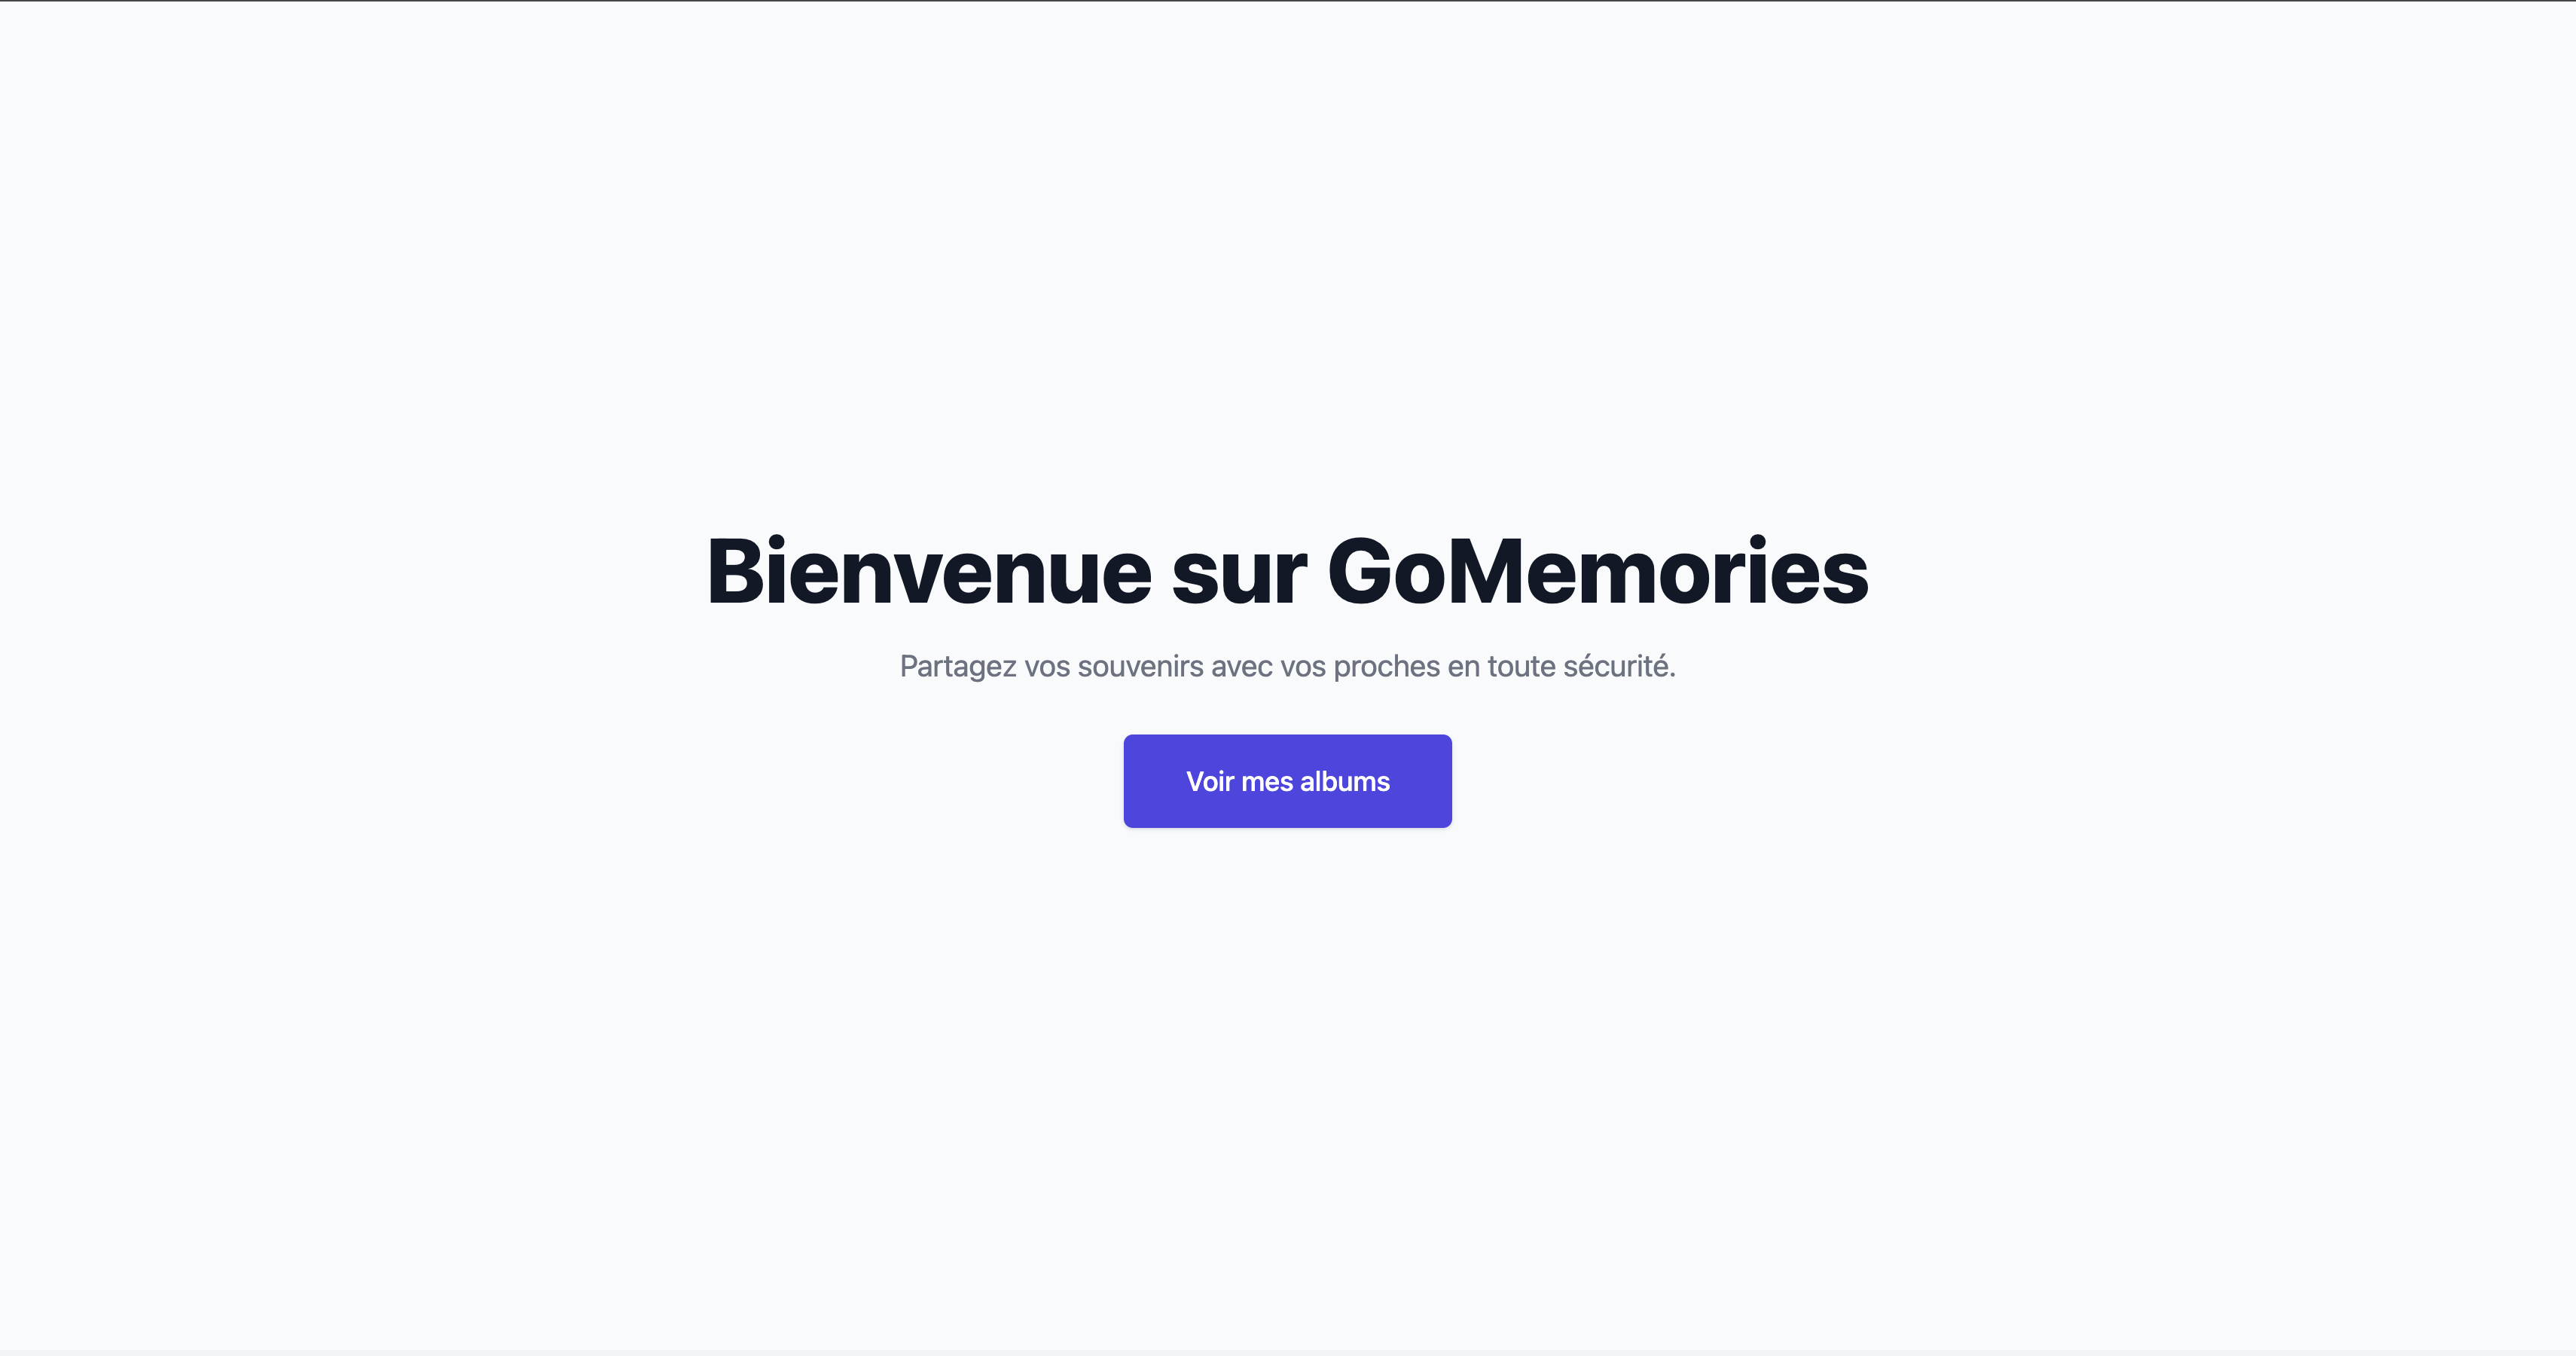 Bienvenue sur GoMemories
Partagez vos souvenirs avec vos proches en toute sécurité.
Voir mes albums